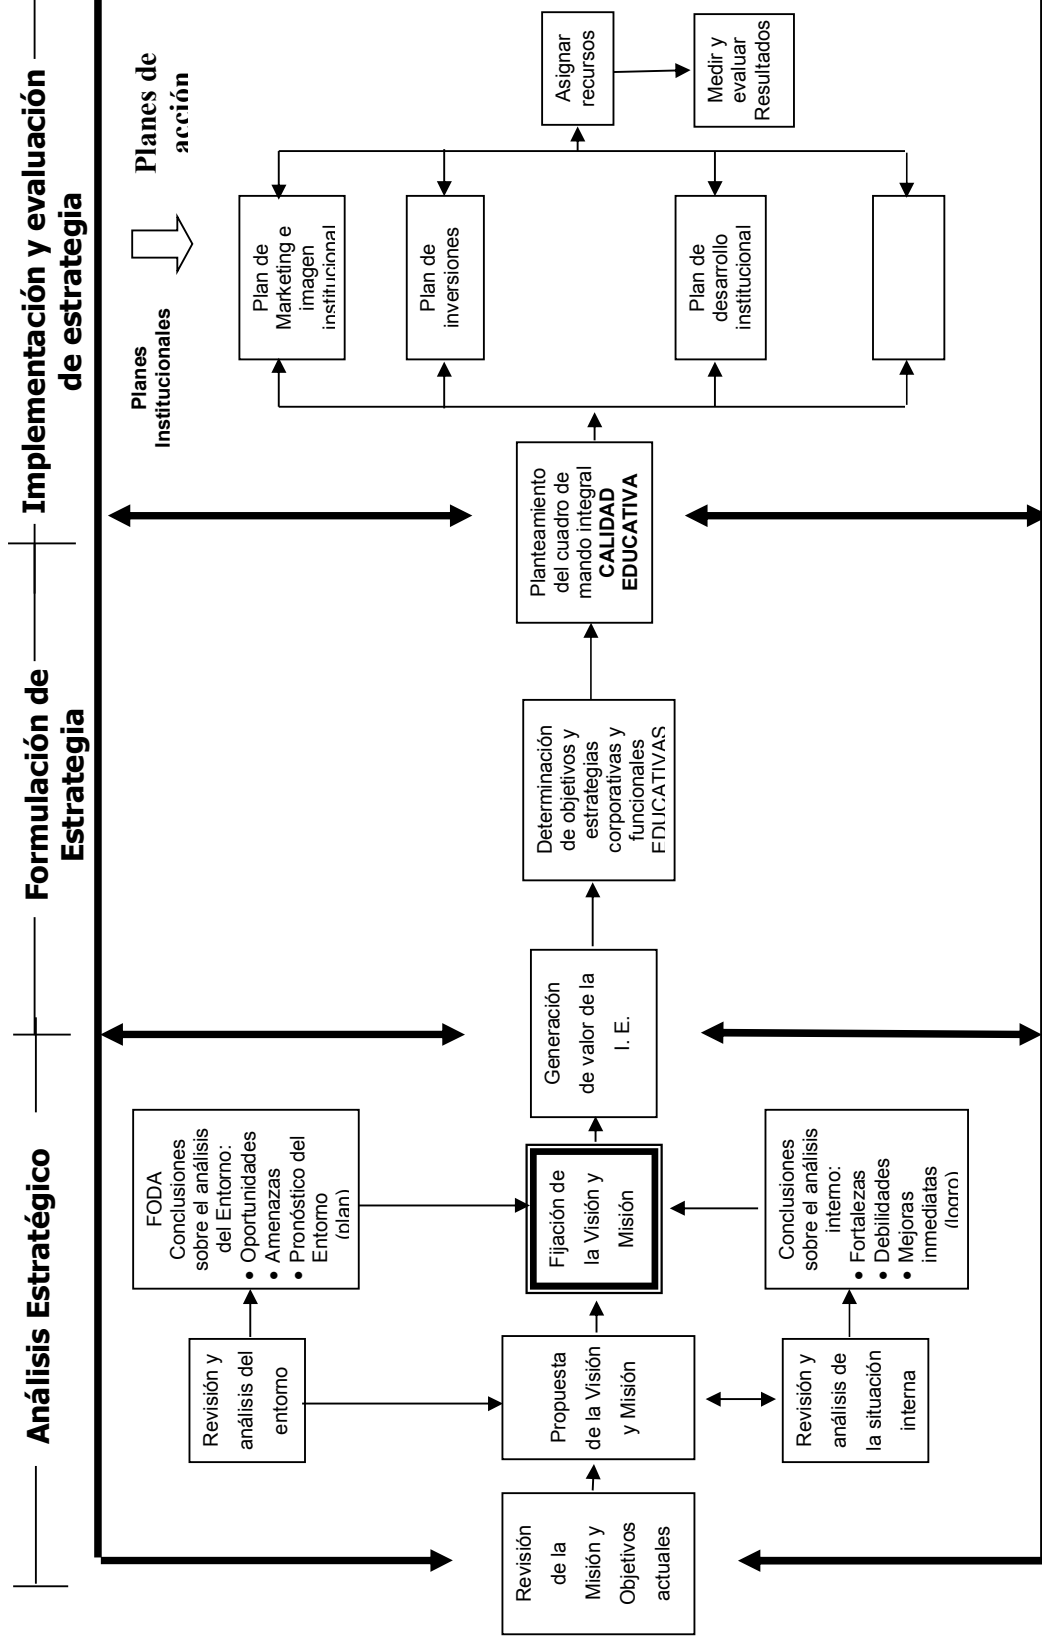 Análisis Estratégico
Formulación de
Estrategia
Implementación y evaluación
de estrategia
Planes
Institucionales
Planes de
acción
Revisión
de la
Misión y
Objetivos
actuales
Revisión y
análisis del
entorno
Propuesta
de la Visión
y Misión
Revisión y
análisis de
la situación
interna
FODA
Conclusiones
sobre el análisis
del Entorno:
• Oportunidades
• Amenazas
• Pronóstico del
Entorno
(plan)
Fijación de
la Visión y
Misión
Conclusiones
sobre el análisis
interno:
• Fortalezas
• Debilidades
• Mejoras
inmediatas
(logro)
Generación
de valor de la
I. E.
Determinación
de objetivos y
estrategias
corporativas y
funcionales
EDUCATIVAS
Planteamiento
del cuadro de
mando integral
CALIDAD
EDUCATIVA
Plan de
Marketing e
imagen
institucional
Plan de
inversiones
Plan de
desarrollo
institucional
Asignar
recursos
Medir y
evaluar
Resultados